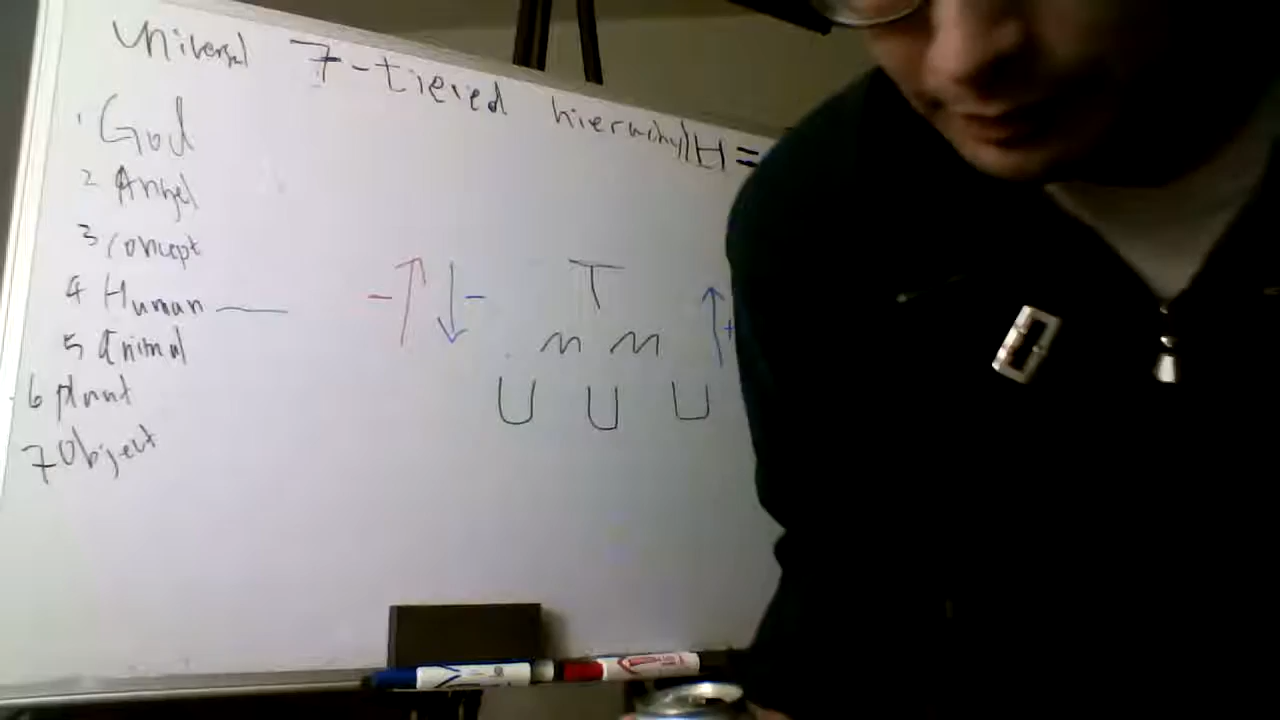 Universal 7-tiered hierarchy/H =
1 God
2 Angel
3 concept
4 Human
5 Animal
6 plant
7 Object
- -
T
m m
+
U U U